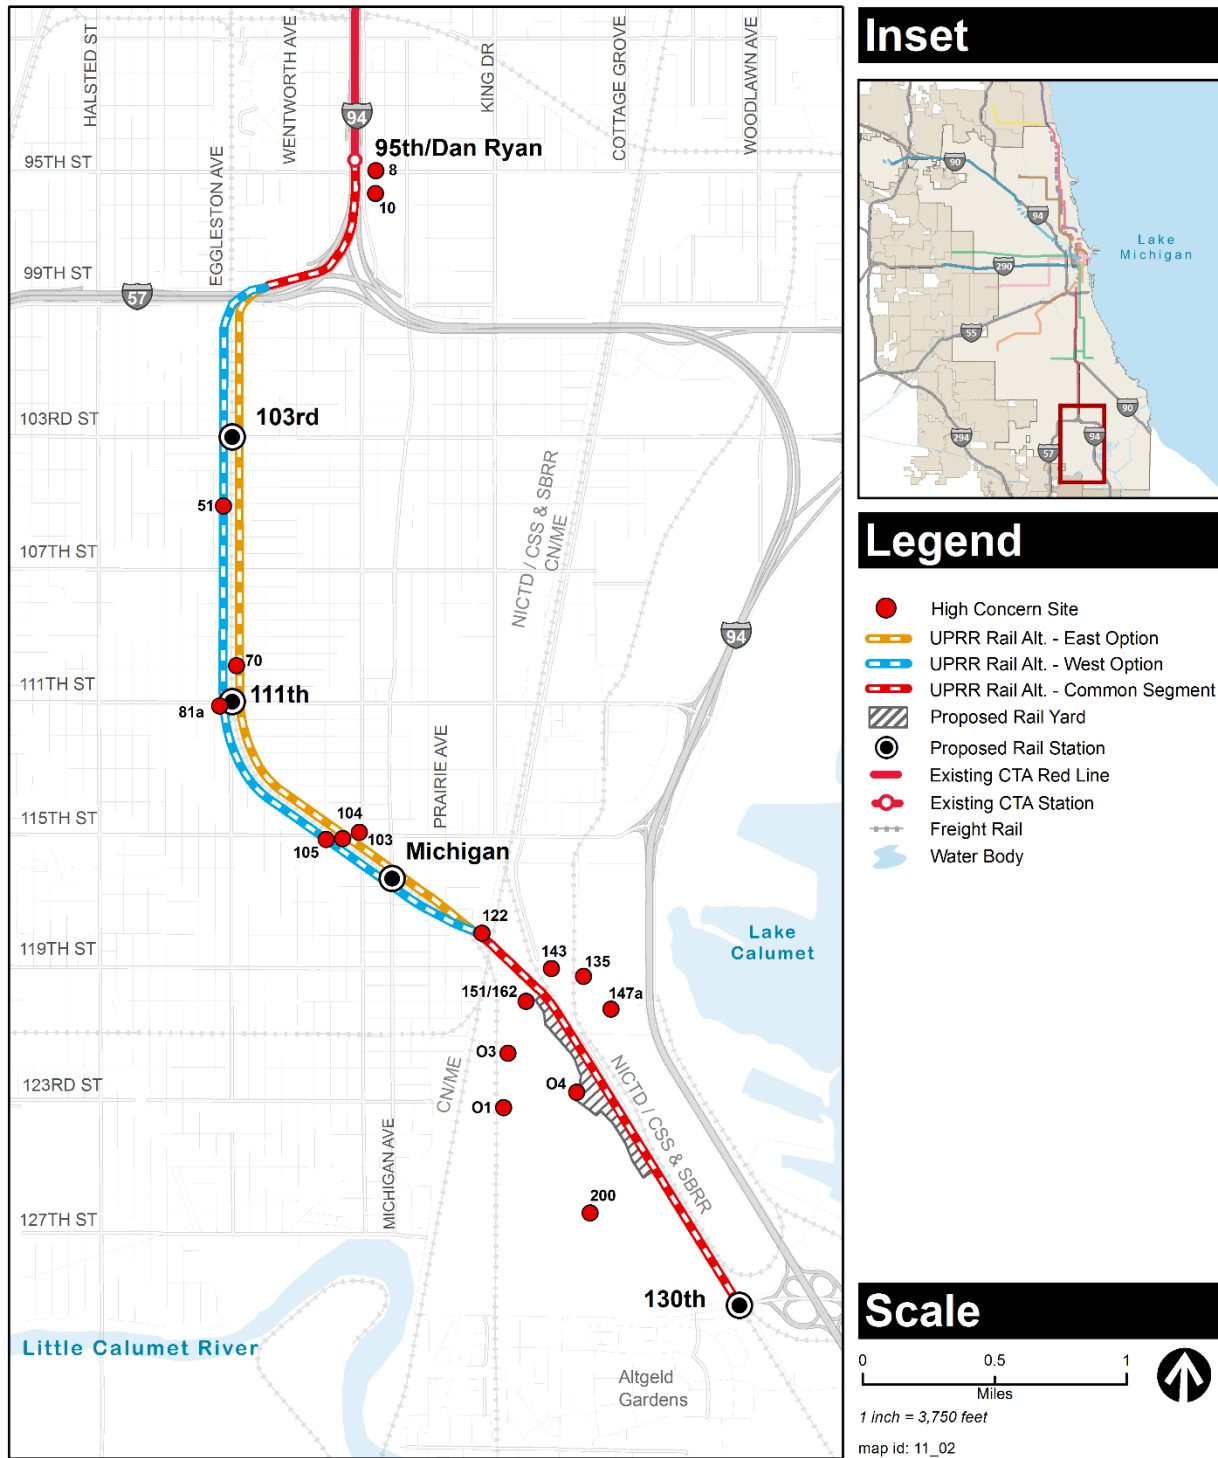 HALSTED ST
EGGLESTON AVE
WENTWORTH AVE
KING DR
COTTAGE GROVE
WOODLAWN AVE
94
95th/Dan Ryan
95TH ST
8
10
99TH ST
57
103RD ST
103rd
51
NICTD / CSS & SBRR
CN/ME
107TH ST
94
70
111TH ST
111th
81a
PRAIRIE AVE
115TH ST
104
103
105
Michigan
122
119TH ST
Lake
Calumet
143
135
151/162
147a
O3
CN/ME
NICTD / CSS & SBRR
123RD ST
O4
O1
MICHIGAN AVE
200
127TH ST
130th
Little Calumet River
Altgeld
Gardens
Inset
90
94
Lake
Michigan
290
55
90
294
57
94
Legend
High Concern Site
UPRR Rail Alt. - East Option
UPRR Rail Alt. - West Option
UPRR Rail Alt. - Common Segment
Proposed Rail Yard
Proposed Rail Station
Existing CTA Red Line
Existing CTA Station
Freight Rail
Water Body
Scale
0 0.5 1
Miles
1 inch = 3,750 feet
map id: 11_02